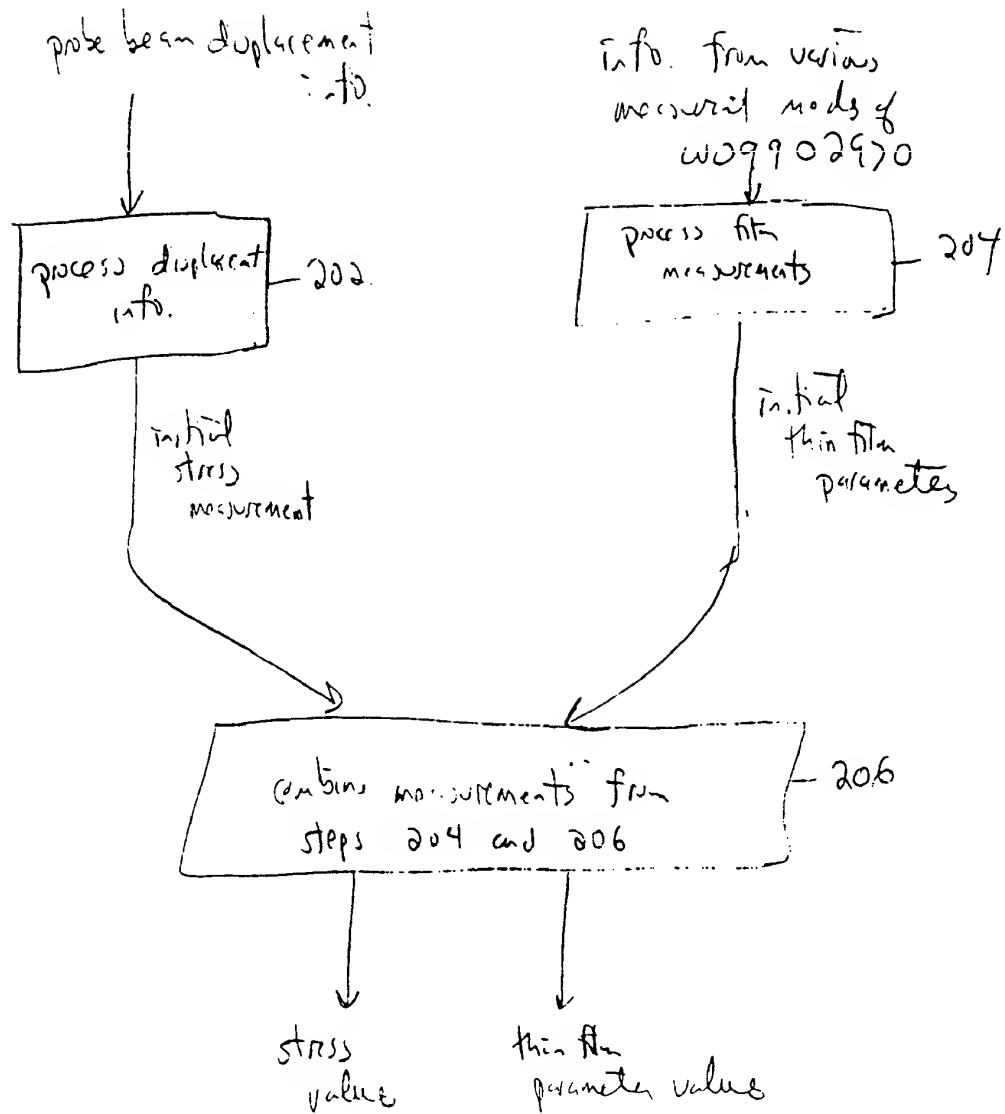 probe beam displacement
info.
info. from various
measurement mods of
WO9902970
process displacement
info.
202
process film
measurements
204
initial
stress
measurement
initial
thin film
parameters
combine measurements from
steps 204 and 206
206
stress
value
thin film
parameter value